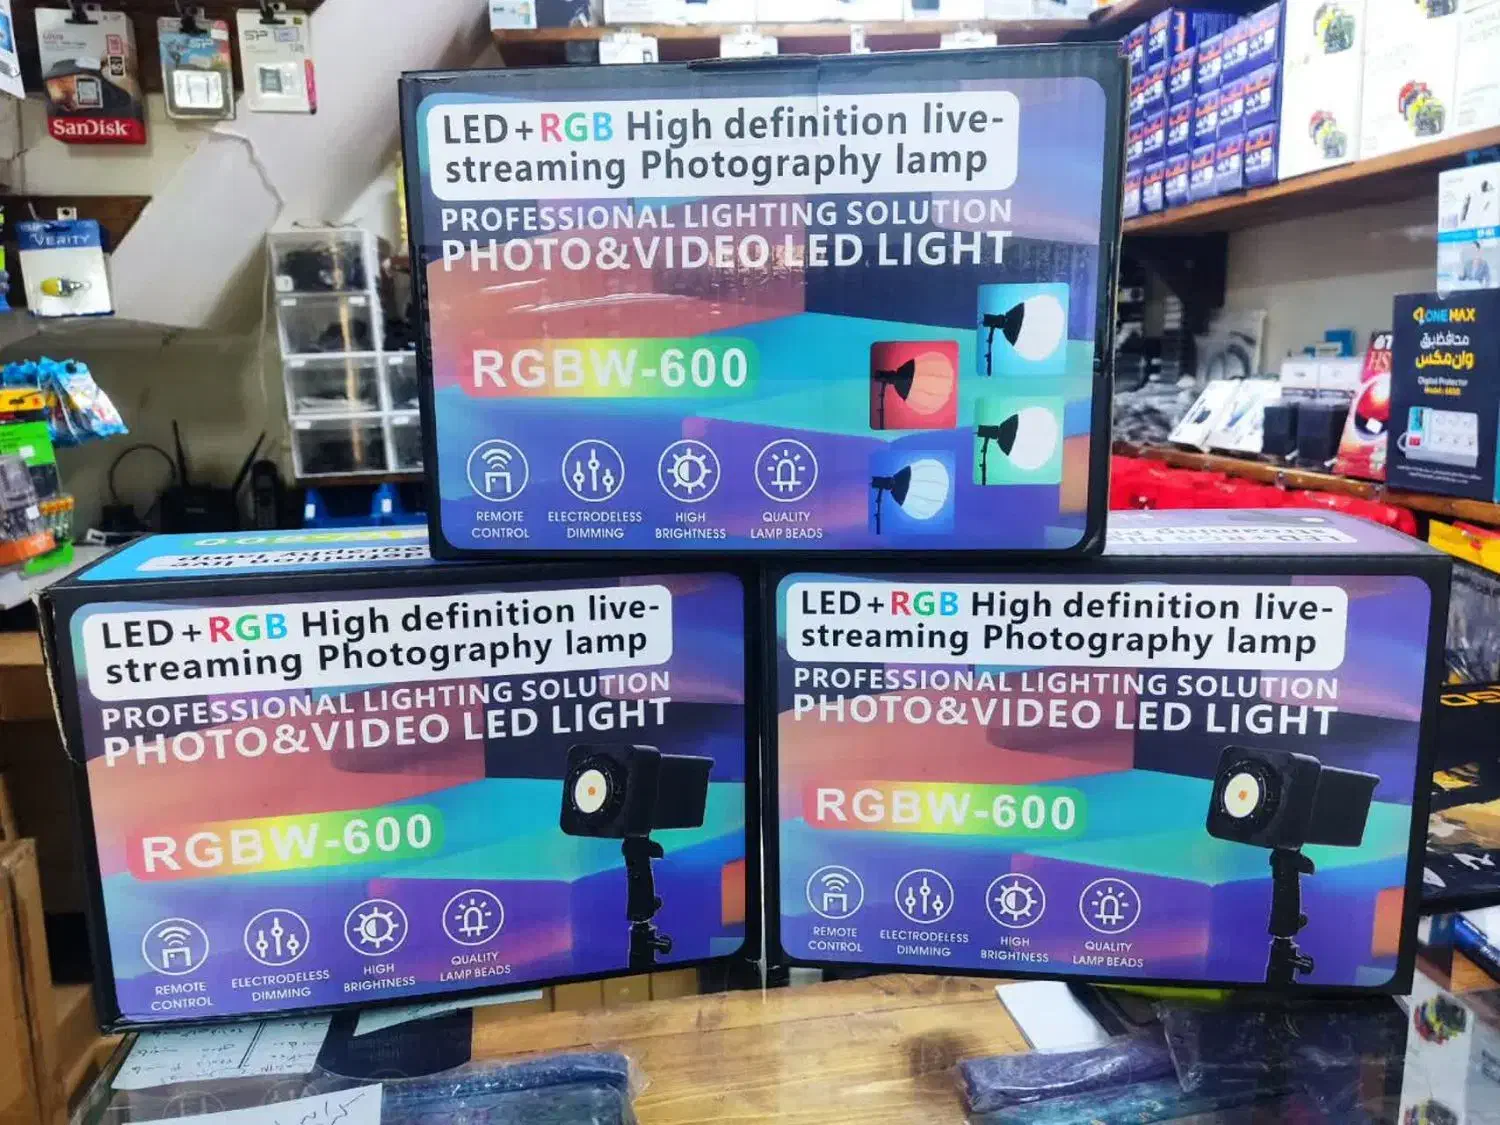 SanDisk
VERITY
LED+RGB High definition live-
streaming Photography lamp
PROFESSIONAL LIGHTING SOLUTION
PHOTO&VIDEO LED LIGHT
RGBW-600
REMOTE
CONTROL
ELECTRODELESS
DIMMING
HIGH
BRIGHTNESS
QUALITY
LAMP BEADS
ONE MAX
محافظ برق
وان مکس
Digital Protector
LED+RGB High definition live-
streaming Photography lamp
PROFESSIONAL LIGHTING SOLUTION
PHOTO&VIDEO LED LIGHT
RGBW-600
REMOTE
CONTROL
ELECTRODELESS
DIMMING
HIGH
BRIGHTNESS
QUALITY
LAMP BEADS
LED+RGB High definition live-
streaming Photography lamp
PROFESSIONAL LIGHTING SOLUTION
PHOTO&VIDEO LED LIGHT
RGBW-600
REMOTE
CONTROL
ELECTRODELESS
DIMMING
HIGH
BRIGHTNESS
QUALITY
LAMP BEADS